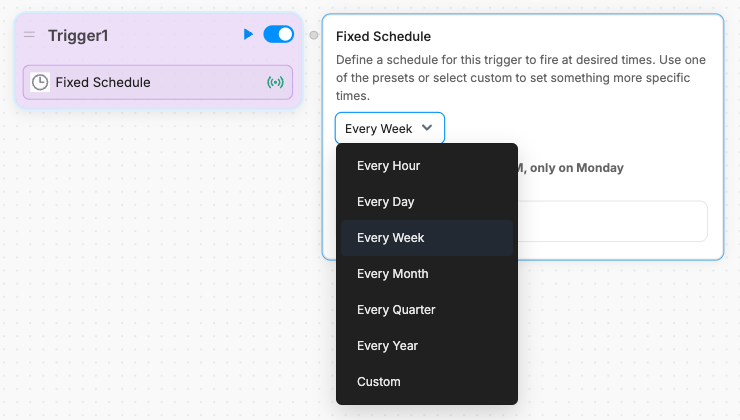 Trigger1
Fixed Schedule
Fixed Schedule
Define a schedule for this trigger to fire at desired times. Use one
of the presets or select custom to set something more specific
times.
Every Week
M, only on Monday
Every Hour
Every Day
Every Week
Every Month
Every Quarter
Every Year
Custom